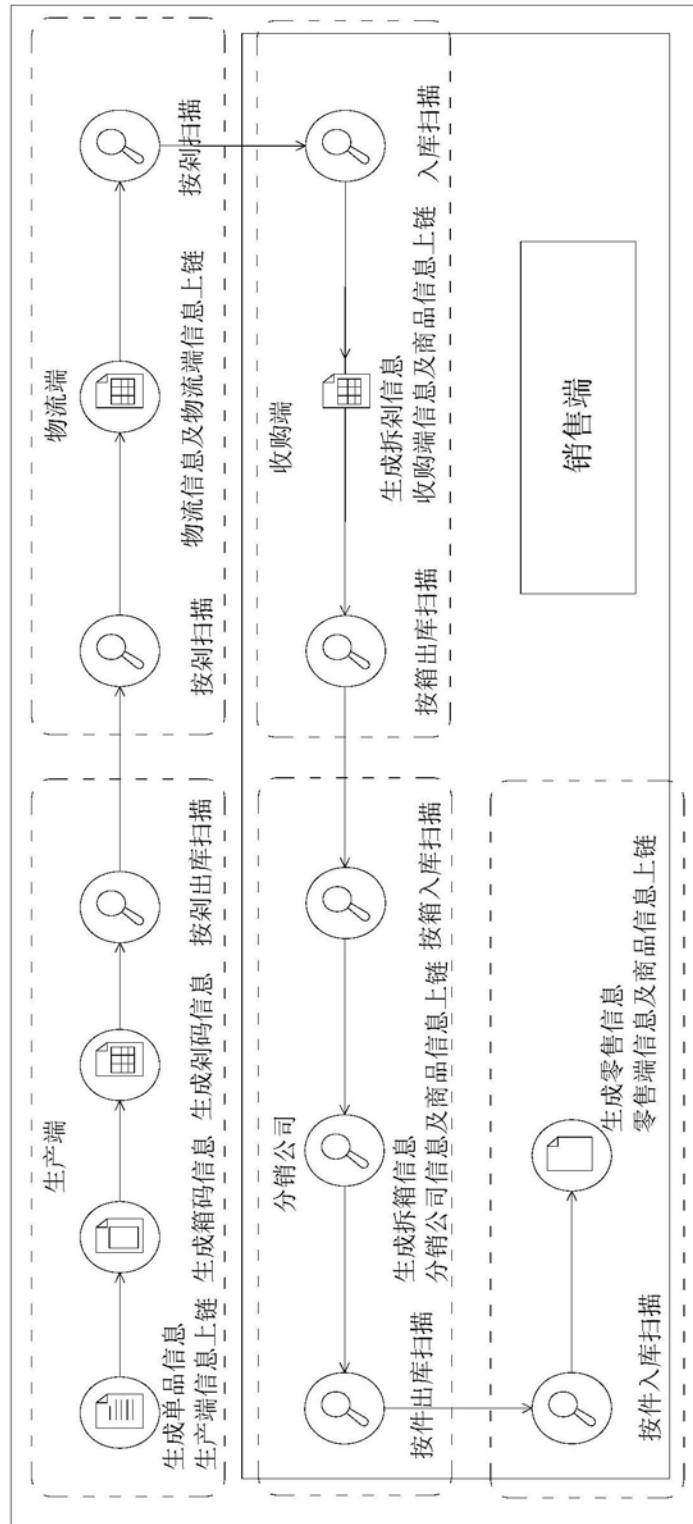 生产端
生成单品信息
生产端信息上链
生成箱码信息
生成剁码信息
按剁出库扫描
物流端
按剁扫描
物流信息及物流端信息上链
按剁扫描
收购端
入库扫描
生成拆剁信息
收购端信息及商品信息上链
按箱出库扫描
分销公司
按箱入库扫描
生成拆箱信息
分销公司信息及商品信息上链
按件出库扫描
按件入库扫描
生成零售信息
零售端信息及商品信息上链
销售端